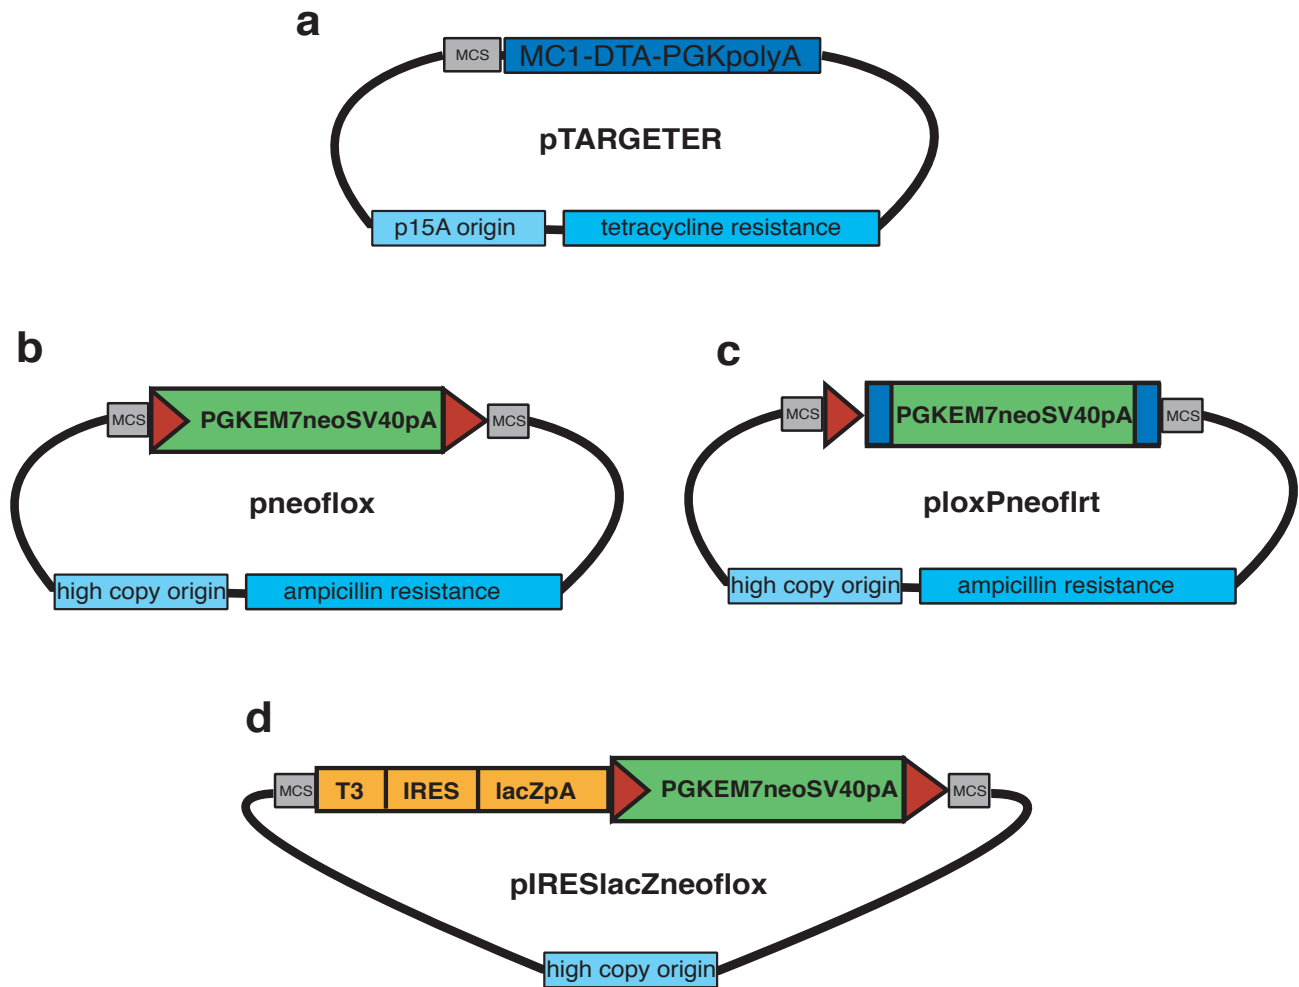 a
MCS MC1-DTA-PGKpolyA
pTARGETER
p15A origin tetracycline resistance
b
MCS PGKEM7neoSV40pA MCS
pneoflox
high copy origin ampicillin resistance
c
MCS PGKEM7neoSV40pA MCS
ploxPneoflrt
high copy origin ampicillin resistance
d
MCS T3 IRES lacZpA PGKEM7neoSV40pA MCS
pIRESlacZneoflox
high copy origin